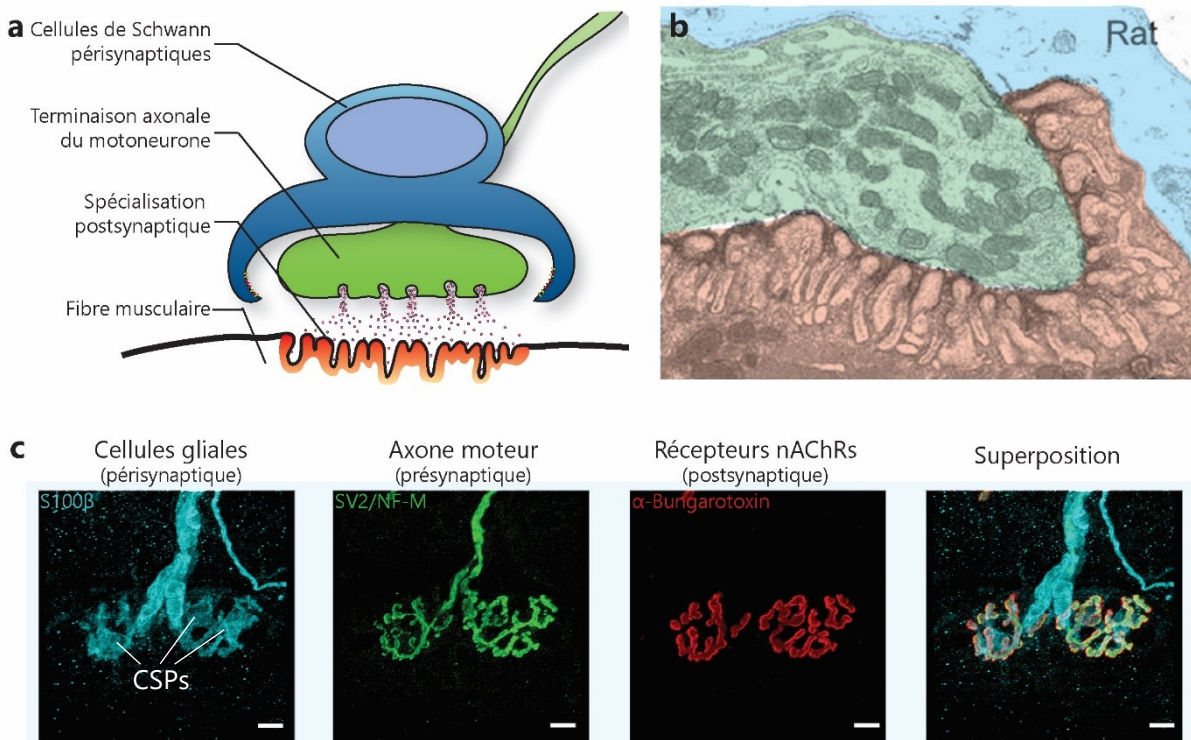 a
Cellules de Schwann
périsynaptiques
Terminaison axonale
du motoneurone
Spécialisation
postsynaptique
Fibre musculaire
b
Rat
c
Cellules gliales
(périsynaptique)
Axone moteur
(présynaptique)
Récepteurs nAChRs
(postsynaptique)
Superposition
S100β
SV2/NF-M
α-Bungarotoxin
CSPs